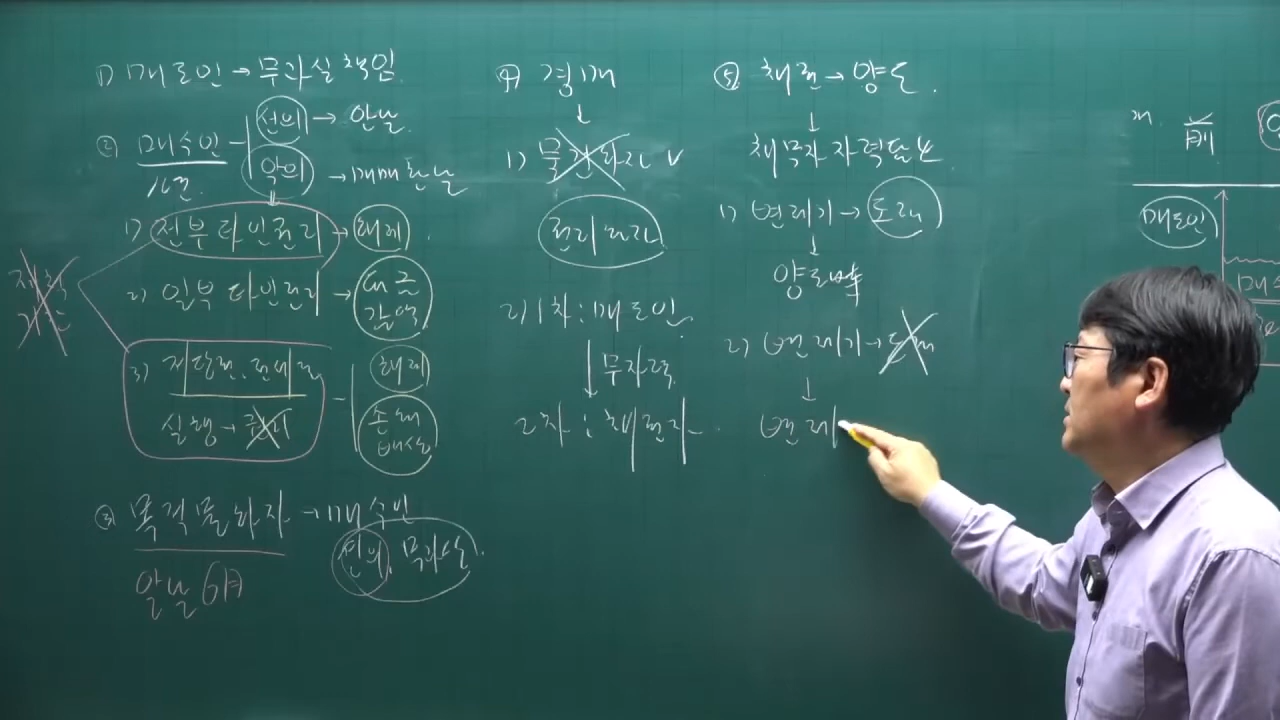 ① 매도인 → 무과실책임.
② 매수인
선의 → 안날
악의 → 매매한날
1년.
1) 전부타인권리 → 해제.
2) 일부 타인권리 → 대금 감액
3) 저당권, 전세권
실행 → 권리
해제
손해배상
③ 목적물하자 → 매수인
선의, 무과실.
안날 6月
④ 경매
↓
1) 물건하자 ✓
권리하자
2) 1차 : 매도인.
↓ 무자력
2차 : 채권자
⑤ 채권 → 양도.
↓
채무자 자력담보
1) 변제기 → 도래
↓
양도
2) 변제기 → 도래
↓
변제
매도인
前